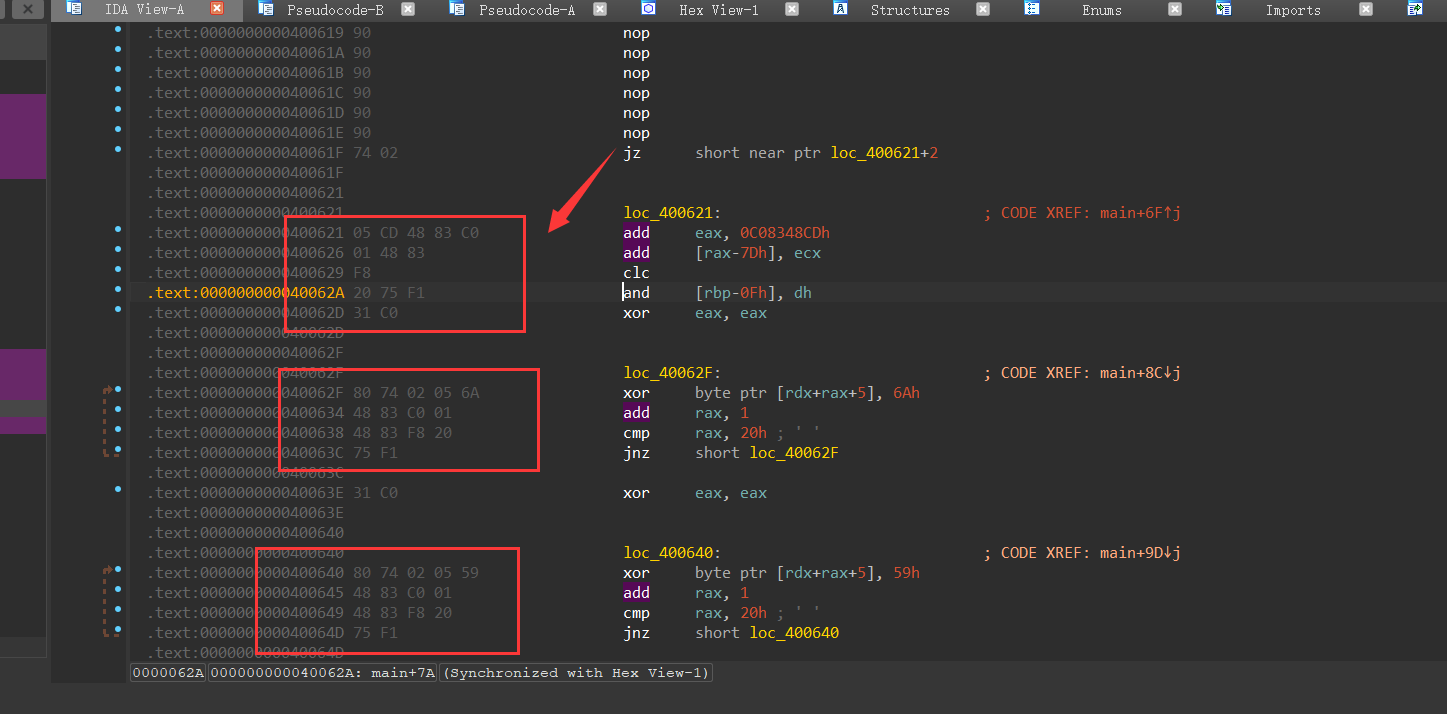 IDA View-A Pseudocode-B Pseudocode-A Hex View-1 Structures Enums Imports
.text:0000000000400619 90 nop
.text:000000000040061A 90 nop
.text:000000000040061B 90 nop
.text:000000000040061C 90 nop
.text:000000000040061D 90 nop
.text:000000000040061E 90 nop
.text:000000000040061F 74 02 jz short near ptr loc_400621+2
.text:000000000040061F
.text:0000000000400621
.text:0000000000400621 loc_400621: ; CODE XREF: main+6F↑j
.text:0000000000400621 05 CD 48 83 C0 add eax, 0C08348CDh
.text:0000000000400626 01 48 83 add [rax-7Dh], ecx
.text:0000000000400629 F8 clc
.text:000000000040062A 20 75 F1 and [rbp-0Fh], dh
.text:000000000040062D 31 C0 xor eax, eax
.text:000000000040062D
.text:000000000040062F
.text:000000000040062F loc_40062F: ; CODE XREF: main+8C↓j
.text:000000000040062F 80 74 02 05 6A xor byte ptr [rdx+rax+5], 6Ah
.text:0000000000400634 48 83 C0 01 add rax, 1
.text:0000000000400638 48 83 F8 20 cmp rax, 20h ; ' '
.text:000000000040063C 75 F1 jnz short loc_40062F
.text:000000000040063C
.text:000000000040063E 31 C0 xor eax, eax
.text:000000000040063E
.text:0000000000400640
.text:0000000000400640 loc_400640: ; CODE XREF: main+9D↓j
.text:0000000000400640 80 74 02 05 59 xor byte ptr [rdx+rax+5], 59h
.text:0000000000400645 48 83 C0 01 add rax, 1
.text:0000000000400649 48 83 F8 20 cmp rax, 20h ; ' '
.text:000000000040064D 75 F1 jnz short loc_400640
.text:000000000040064D
0000062A 000000000040062A: main+7A (Synchronized with Hex View-1)